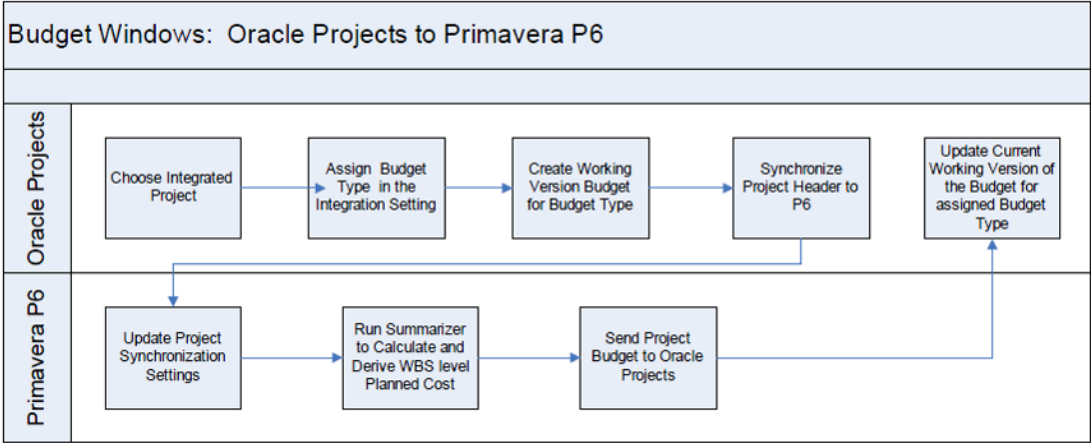 Budget Windows: Oracle Projects to Primavera P6
Oracle Projects
Choose Integrated
Project
Assign Budget
Type in the
Integration Setting
Create Working
Version Budget
for Budget Type
Synchronize
Project Header to
P6
Update Current
Working Version of
the Budget for
assigned Budget
Type
Primavera P6
Update Project
Synchronization
Settings
Run Summarizer
to Calculate and
Derive WBS level
Planned Cost
Send Project
Budget to Oracle
Projects